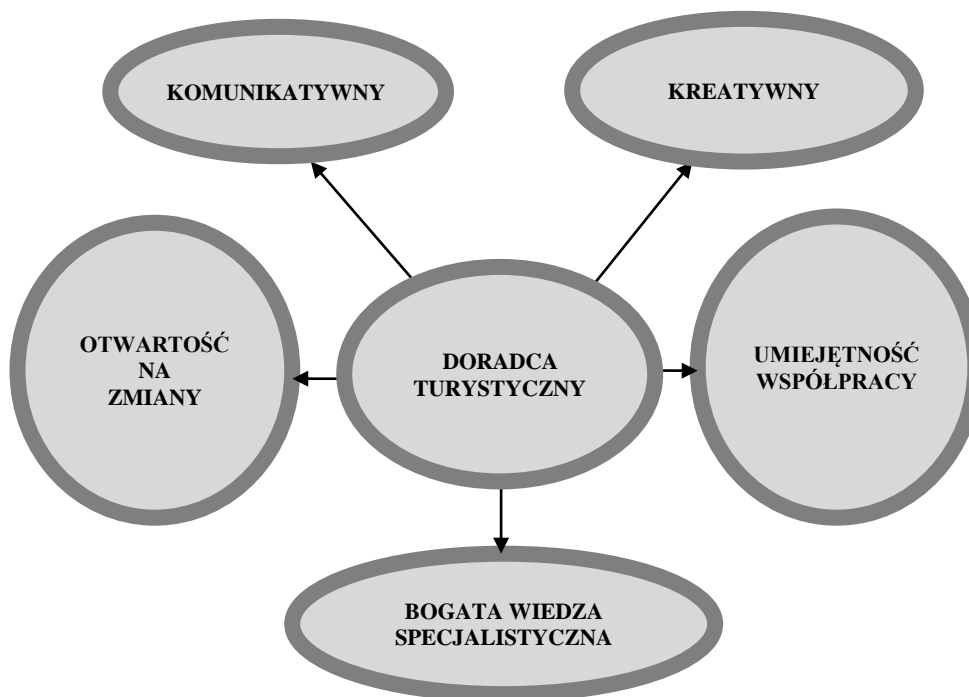 KOMUNIKATYWNY
KREATYWNY
OTWARTOŚĆ
NA
ZMIANY
DORADCA
TURYSTYCZNY
UMIEJĘTNOŚĆ
WSPÓŁPRACY
BOGATA WIEDZA
SPECJALISTYCZNA